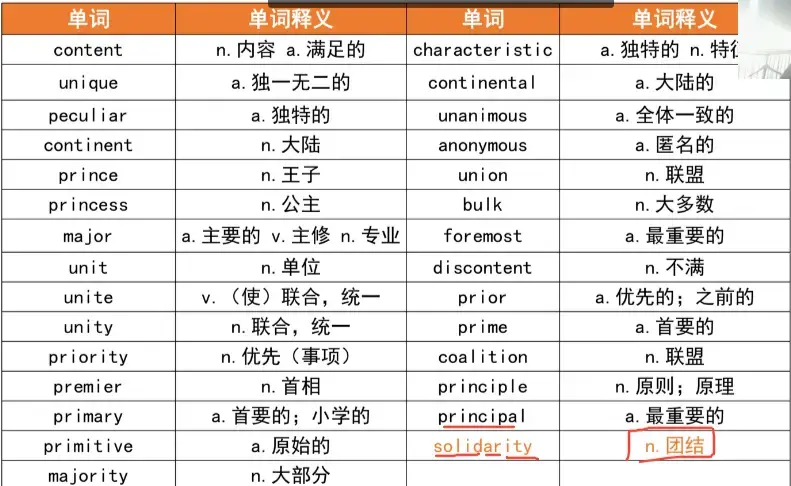 单词 单词释义 单词 单词释义
content n.内容 a.满足的 characteristic a.独特的 n.
unique a.独一无二的 continental a.大陆的
peculiar a.独特的 unanimous a.全体一致的
continent n.大陆 anonymous a.匿名的
prince n.王子 union n.联盟
princess n.公主 bulk n.大多数
major a.主要的 v.主修 n.专业 foremost a.最重要的
unit n.单位 discontent n.不满
unite v.（使）联合，统一 prior a.优先的；之前的
unity n.联合，统一 prime a.首要的
priority n.优先（事项） coalition n.联盟
premier n.首相 principle n.原则；原理
primary a.首要的；小学的 principal a.最重要的
primitive a.原始的 solidarity n.团结
majority n.大部分